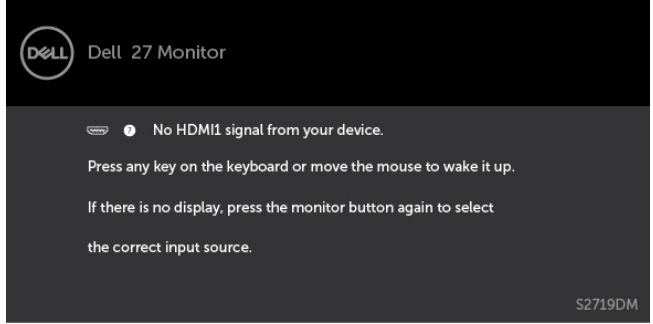 DELL
Dell 27 Monitor
? No HDMI1 signal from your device.
Press any key on the keyboard or move the mouse to wake it up.
If there is no display, press the monitor button again to select
the correct input source.
S2719DM